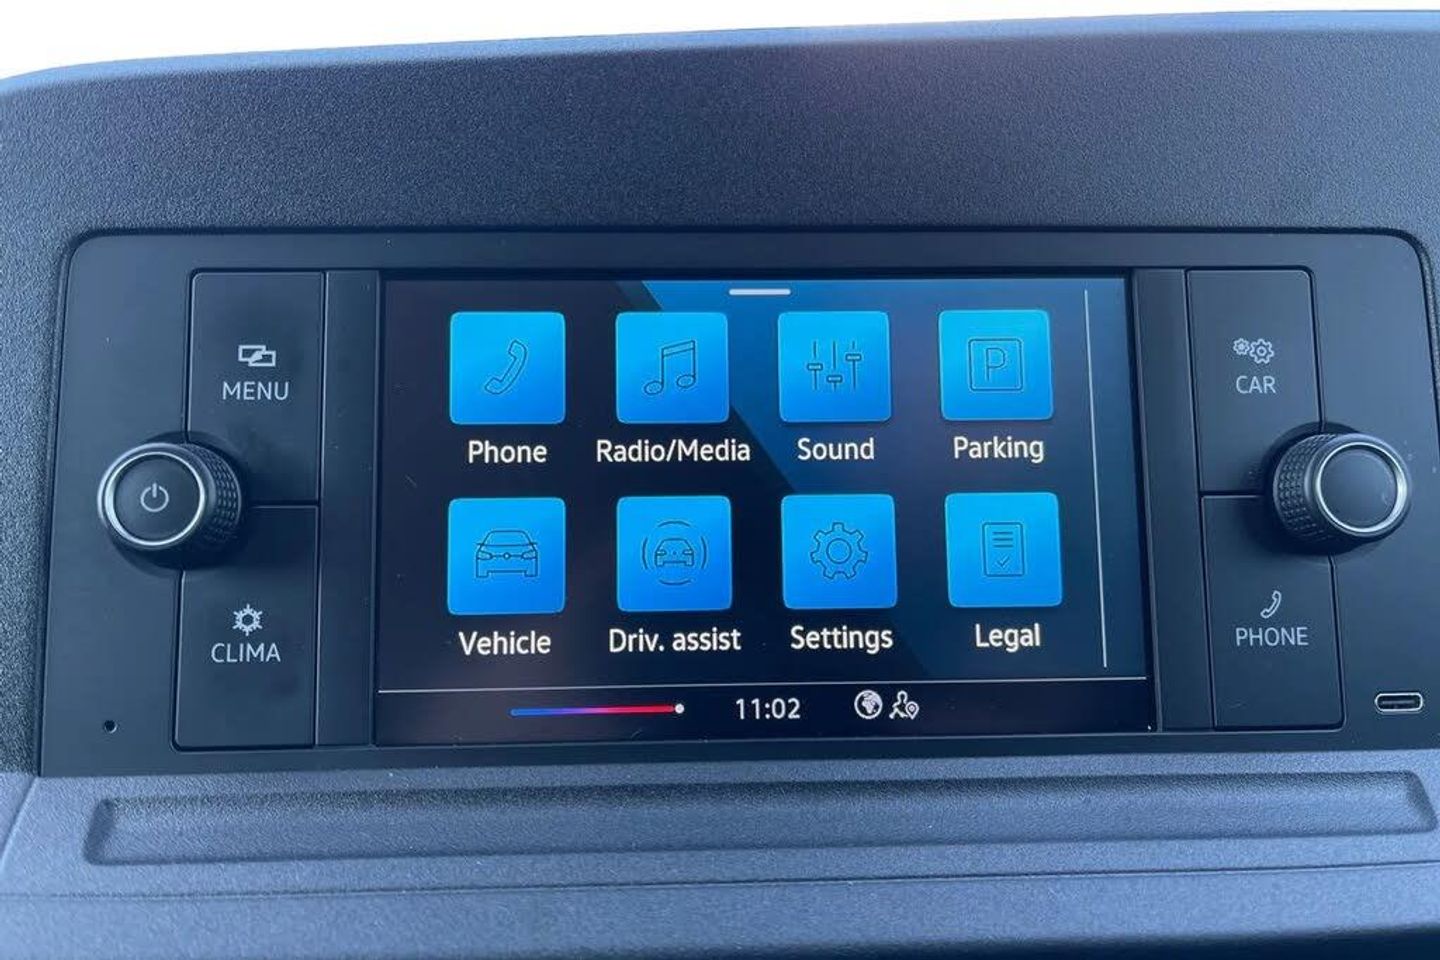 MENU
CAR
P
Phone
Radio/Media
Sound
Parking
CLIMA
PHONE
Vehicle
Driv. assist
Settings
Legal
11:02